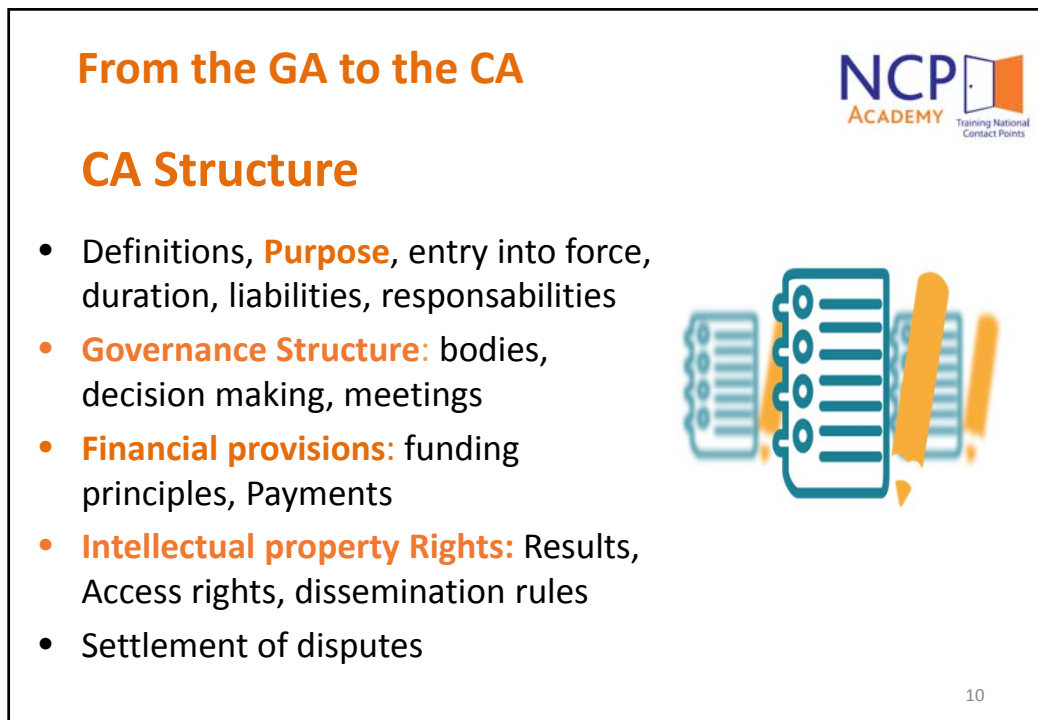 From the GA to the CA
NCP
ACADEMY
Training National
Contact Points
CA Structure
• Definitions, Purpose, entry into force,
duration, liabilities, responsabilities
• Governance Structure: bodies,
decision making, meetings
• Financial provisions: funding
principles, Payments
• Intellectual property Rights: Results,
Access rights, dissemination rules
• Settlement of disputes
10